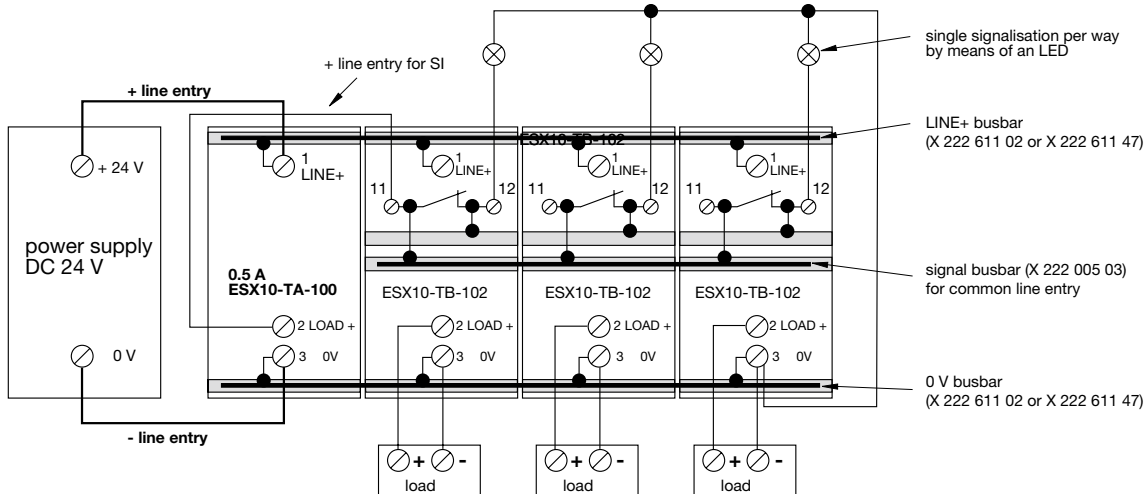 single signalisation per way
by means of an LED
+ line entry for SI
+ line entry
LINE+ busbar
(X 222 611 02 or X 222 611 47)
ESX10-TB-102
+ 24 V
1
LINE+
1
LINE+
1
LINE+
1
LINE+
11
12
11
12
11
12
power supply
DC 24 V
0.5 A
ESX10-TA-100
ESX10-TB-102
ESX10-TB-102
ESX10-TB-102
signal busbar (X 222 005 03)
for common line entry
2 LOAD +
2 LOAD +
2 LOAD +
2 LOAD +
0 V
3 0V
3 0V
3 0V
3 0V
0 V busbar
(X 222 611 02 or X 222 611 47)
- line entry
+ -
load
+ -
load
+ -
load